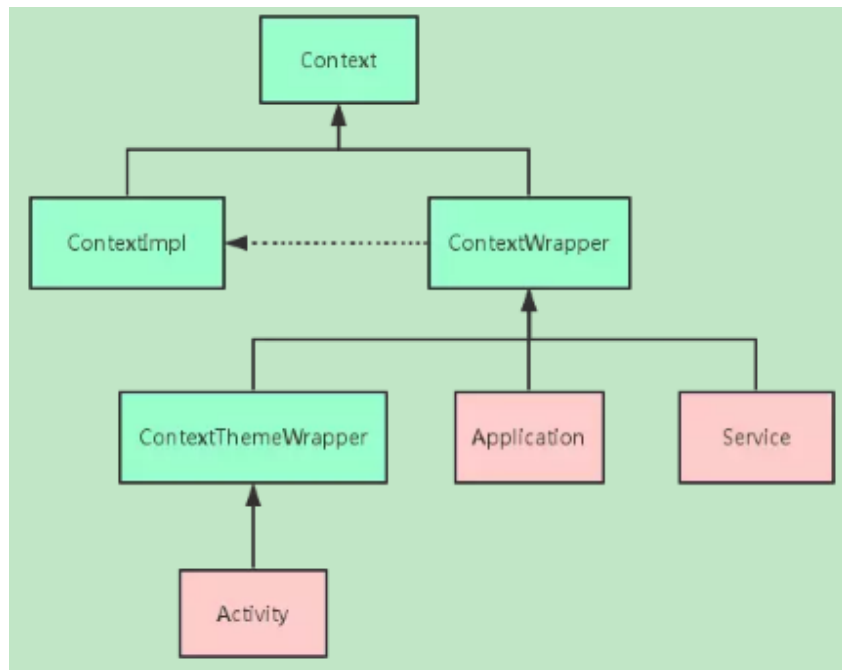 Context
ContextImpl
ContextWrapper
ContextThemeWrapper
Application
Service
Activity